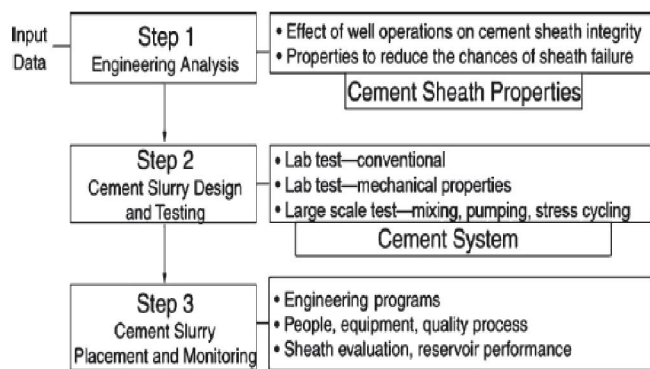 Input
Data
Step 1
Engineering Analysis
• Effect of well operations on cement sheath integrity
• Properties to reduce the chances of sheath failure
Cement Sheath Properties
Step 2
Cement Slurry Design
and Testing
• Lab test—conventional
• Lab test—mechanical properties
• Large scale test—mixing, pumping, stress cycling
Cement System
Step 3
Cement Slurry
Placement and Monitoring
• Engineering programs
• People, equipment, quality process
• Sheath evaluation, reservoir performance